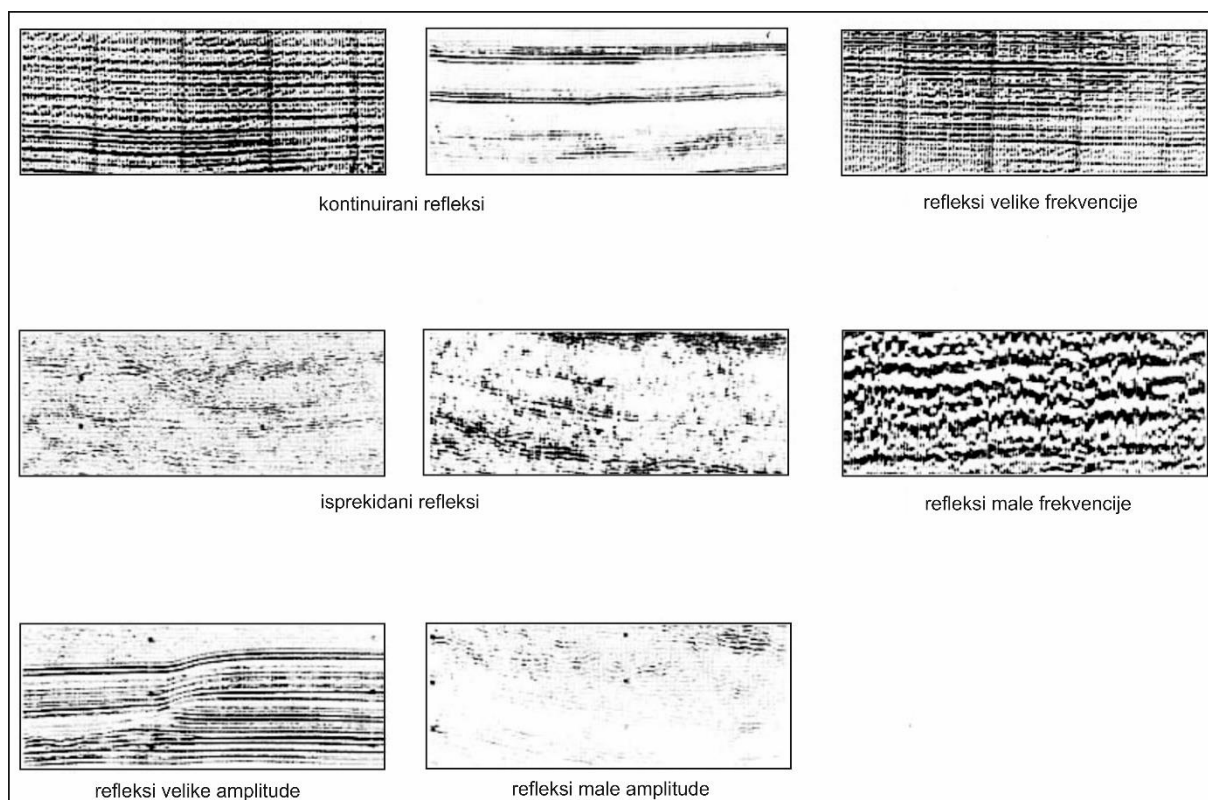 kontinuirani refleksi
refleksi velike frekvencije
isprekidani refleksi
refleksi male frekvencije
refleksi velike amplitude
refleksi male amplitude